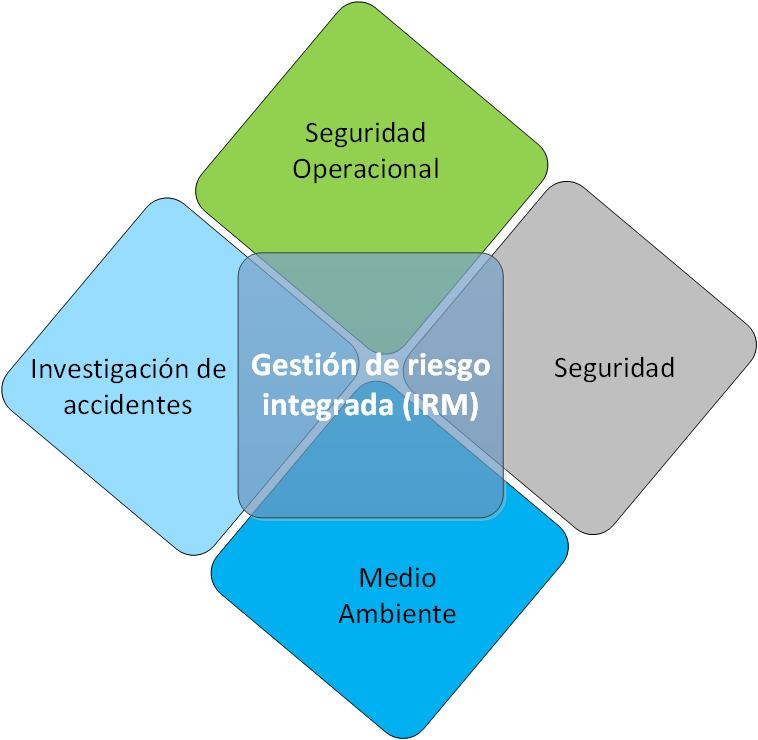 Seguridad
Operacional
Investigación de
accidentes
Gestión de riesgo
integrada (IRM)
Seguridad
Medio
Ambiente